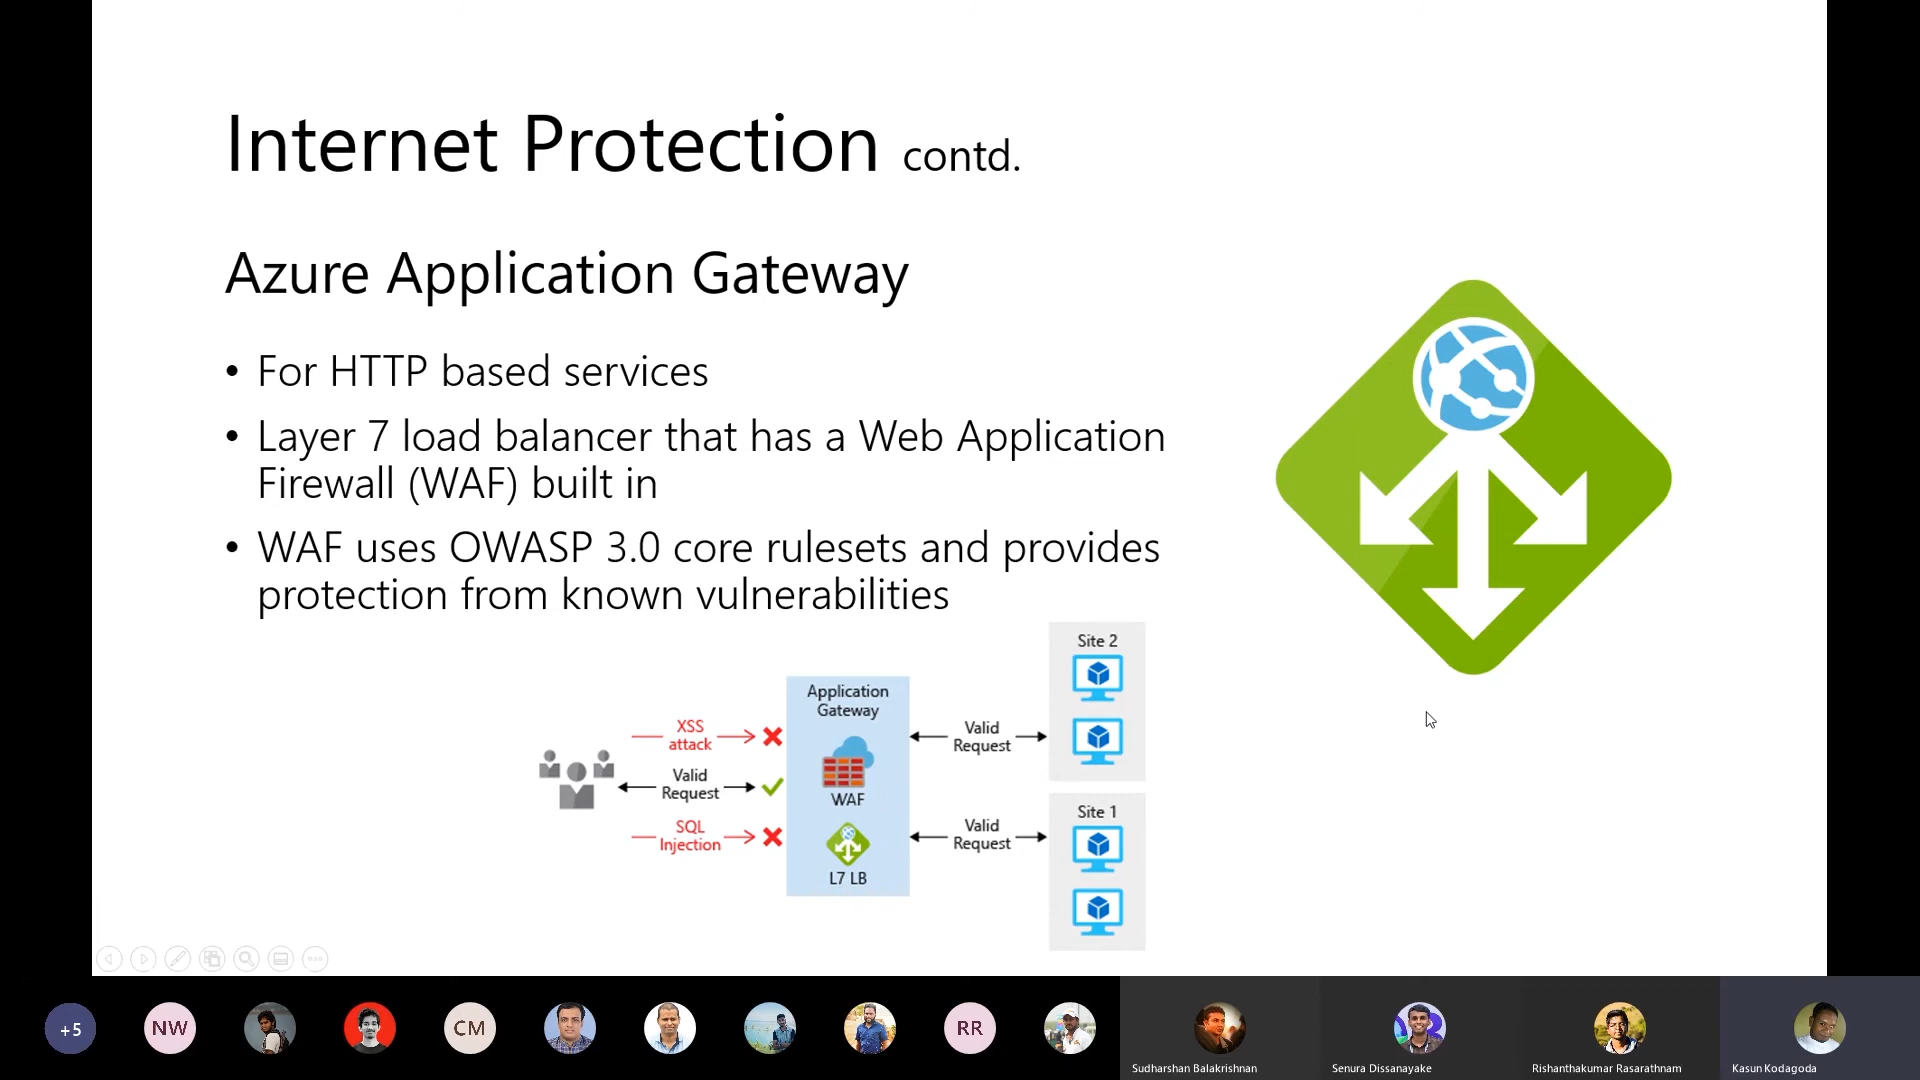 Internet Protection contd.
Azure Application Gateway
• For HTTP based services
• Layer 7 load balancer that has a Web Application
Firewall (WAF) built in
• WAF uses OWASP 3.0 core rulesets and provides
protection from known vulnerabilities
XSS
attack
Valid
Request
SQL
Injection
Application
Gateway
WAF
L7 LB
Valid
Request
Valid
Request
Site 2
Site 1
+5
NW
CM
RR
Sudharshan Balakrishnan
Senura Dissanayake
Rishanthakumar Rasarathnam
Kasun Kodagoda